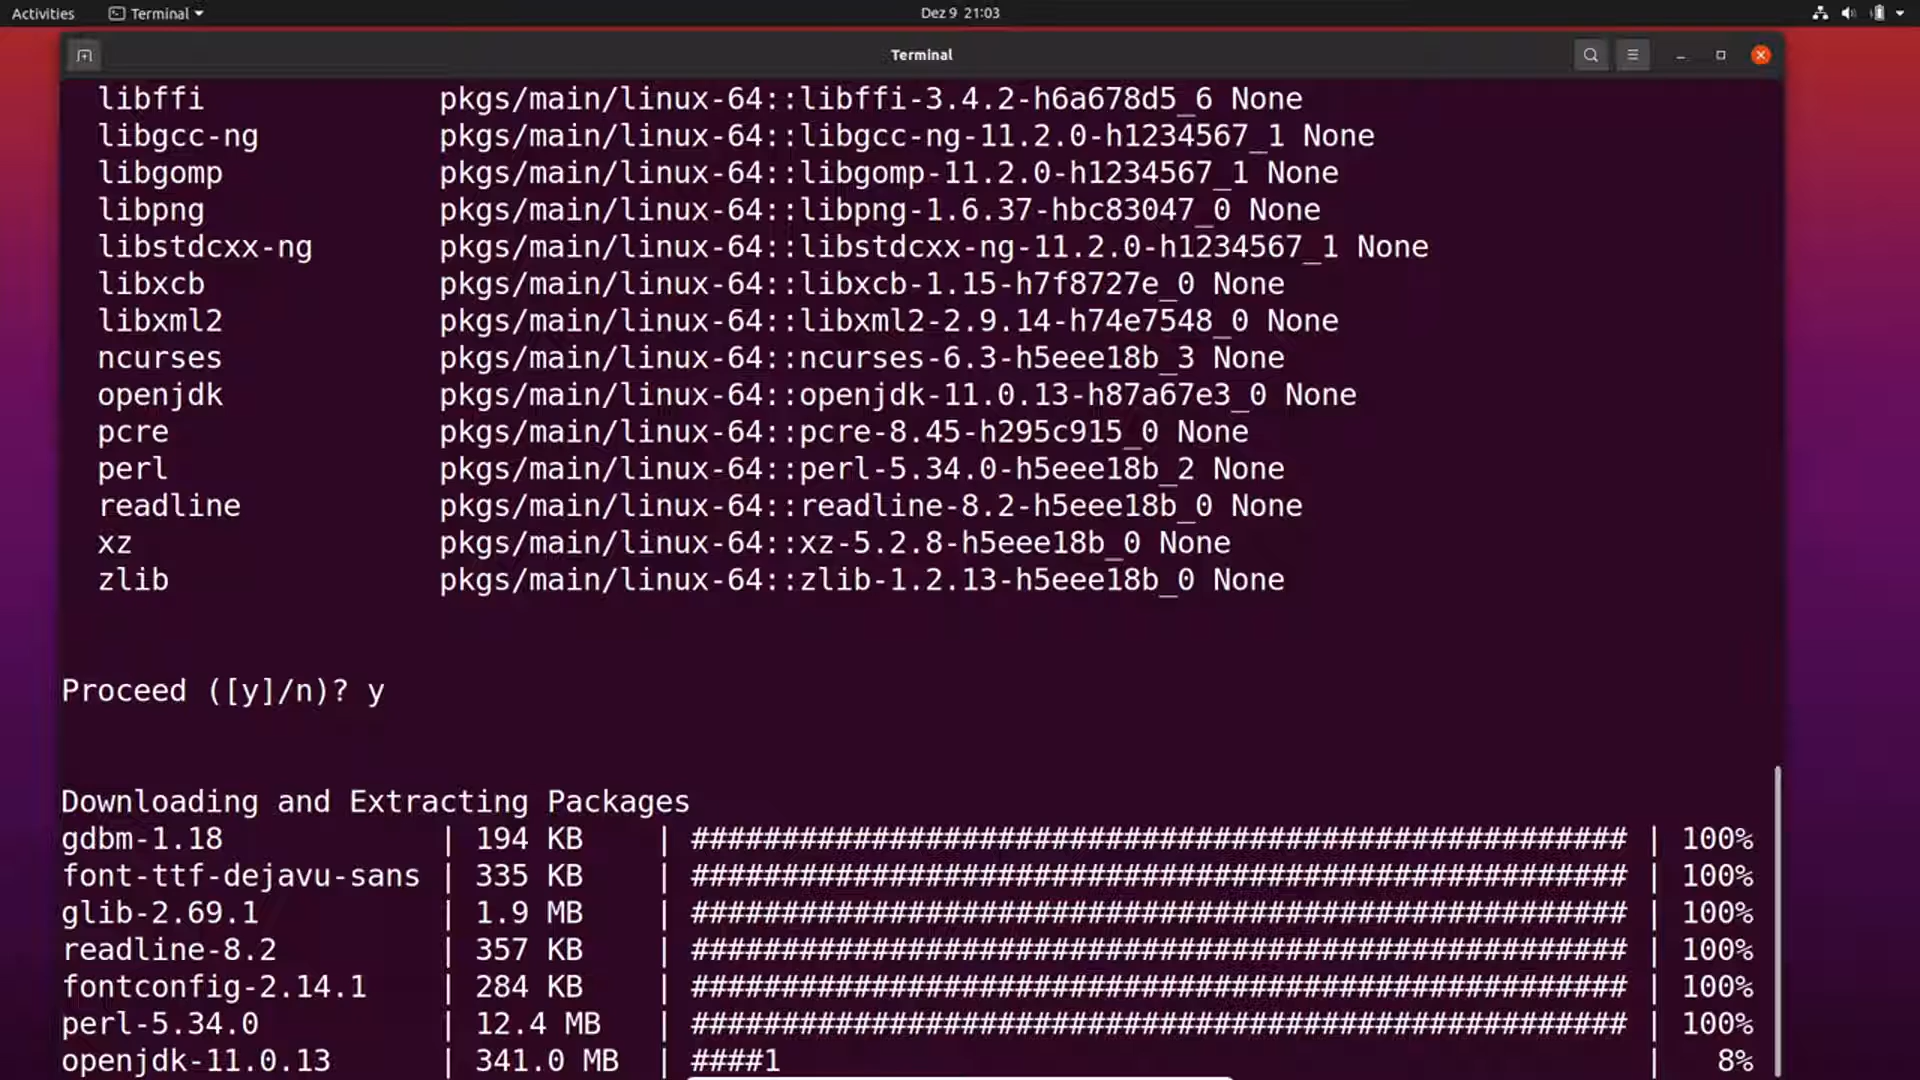 Activities Terminal Dez 9 21:03
Terminal
libffi pkgs/main/linux-64::libffi-3.4.2-h6a678d5_6 None
libgcc-ng pkgs/main/linux-64::libgcc-ng-11.2.0-h1234567_1 None
libgomp pkgs/main/linux-64::libgomp-11.2.0-h1234567_1 None
libpng pkgs/main/linux-64::libpng-1.6.37-hbc83047_0 None
libstdcxx-ng pkgs/main/linux-64::libstdcxx-ng-11.2.0-h1234567_1 None
libxcb pkgs/main/linux-64::libxcb-1.15-h7f8727e_0 None
libxml2 pkgs/main/linux-64::libxml2-2.9.14-h74e7548_0 None
ncurses pkgs/main/linux-64::ncurses-6.3-h5eee18b_3 None
openjdk pkgs/main/linux-64::openjdk-11.0.13-h87a67e3_0 None
pcre pkgs/main/linux-64::pcre-8.45-h295c915_0 None
perl pkgs/main/linux-64::perl-5.34.0-h5eee18b_2 None
readline pkgs/main/linux-64::readline-8.2-h5eee18b_0 None
xz pkgs/main/linux-64::xz-5.2.8-h5eee18b_0 None
zlib pkgs/main/linux-64::zlib-1.2.13-h5eee18b_0 None
Proceed ([y]/n)? y
Downloading and Extracting Packages
gdbm-1.18 | 194 KB | #################################################### | 100%
font-ttf-dejavu-sans | 335 KB | #################################################### | 100%
glib-2.69.1 | 1.9 MB | #################################################### | 100%
readline-8.2 | 357 KB | #################################################### | 100%
fontconfig-2.14.1 | 284 KB | #################################################### | 100%
perl-5.34.0 | 12.4 MB | #################################################### | 100%
openjdk-11.0.13 | 341.0 MB | ####1 | 8%